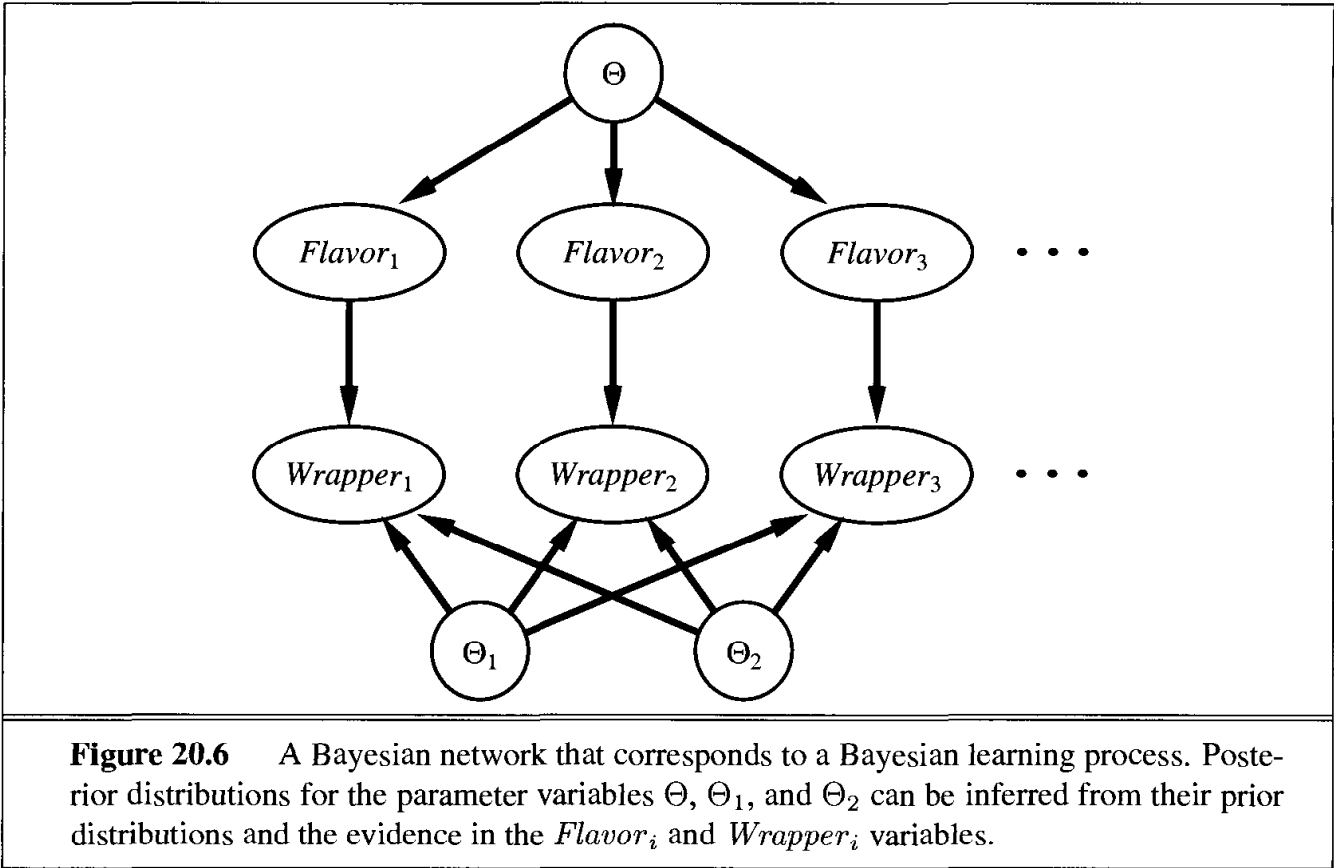 Θ
Flavor₁ Flavor₂ Flavor₃ • • •
Wrapper₁ Wrapper₂ Wrapper₃ • • •
Θ₁ Θ₂
Figure 20.6 A Bayesian network that corresponds to a Bayesian learning process. Poste-
rior distributions for the parameter variables Θ, Θ₁, and Θ₂ can be inferred from their prior
distributions and the evidence in the Flavorᵢ and Wrapperᵢ variables.